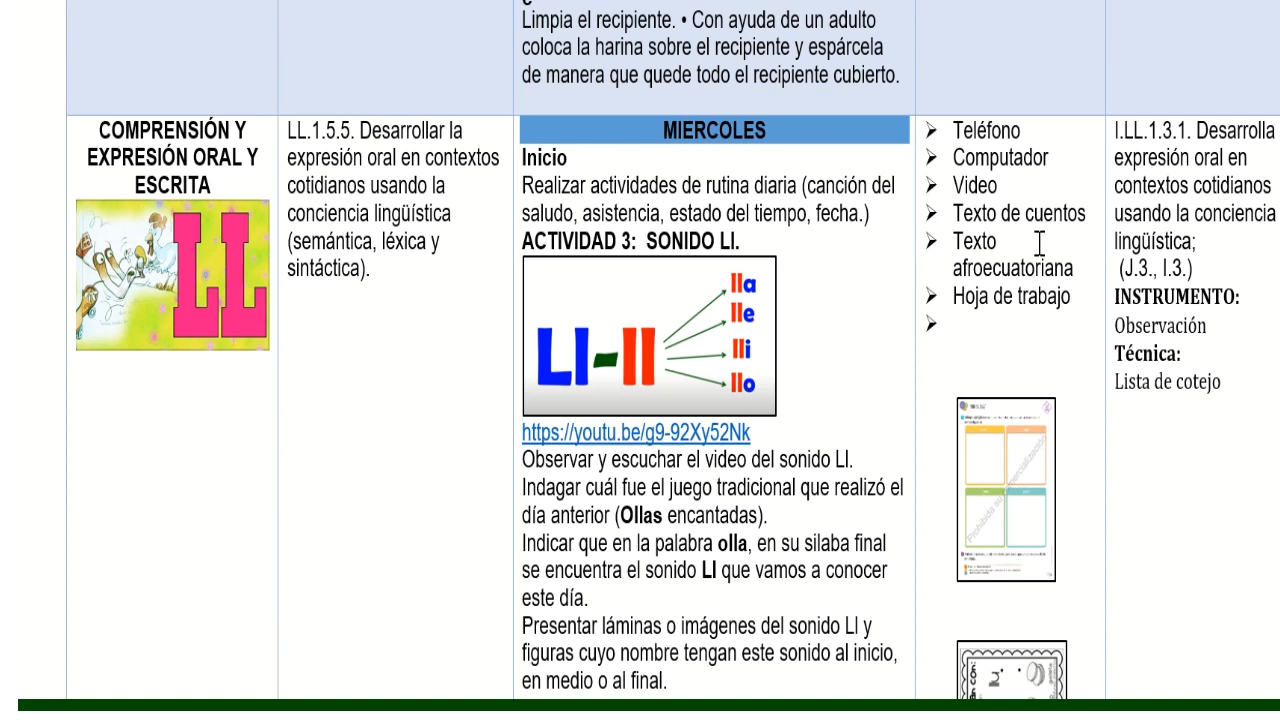 Limpia el recipiente. • Con ayuda de un adulto
coloca la harina sobre el recipiente y espárcela
de manera que quede todo el recipiente cubierto.
COMPRENSIÓN Y
EXPRESIÓN ORAL Y
ESCRITA
LL
LL.1.5.5. Desarrollar la
expresión oral en contextos
cotidianos usando la
conciencia lingüística
(semántica, léxica y
sintáctica).
MIERCOLES
Inicio
Realizar actividades de rutina diaria (canción del
saludo, asistencia, estado del tiempo, fecha.)
ACTIVIDAD 3: SONIDO Ll.
Ll-ll
lla
lle
lli
llo
https://youtu.be/g9-92Xy52Nk
Observar y escuchar el video del sonido Ll.
Indagar cuál fue el juego tradicional que realizó el
día anterior (Ollas encantadas).
Indicar que en la palabra olla, en su silaba final
se encuentra el sonido Ll que vamos a conocer
este día.
Presentar láminas o imágenes del sonido Ll y
figuras cuyo nombre tengan este sonido al inicio,
en medio o al final.
➢ Teléfono
➢ Computador
➢ Video
➢ Texto de cuentos
➢ Texto
afroecuatoriana
➢ Hoja de trabajo
➢
Prohibida su comercialización
I.LL.1.3.1. Desarrolla
expresión oral en
contextos cotidianos
usando la conciencia
lingüística;
(J.3., I.3.)
INSTRUMENTO:
Observación
Técnica:
Lista de cotejo